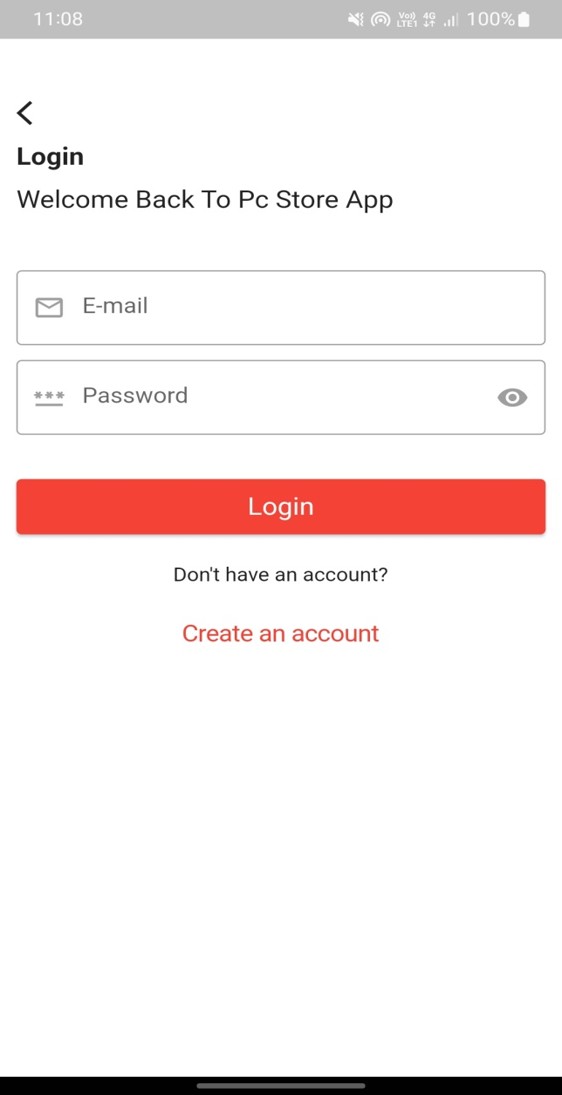 11:08
Vo) 4G
LTE1
100%
Login
Welcome Back To Pc Store App
E-mail
*** Password
Login
Don't have an account?
Create an account